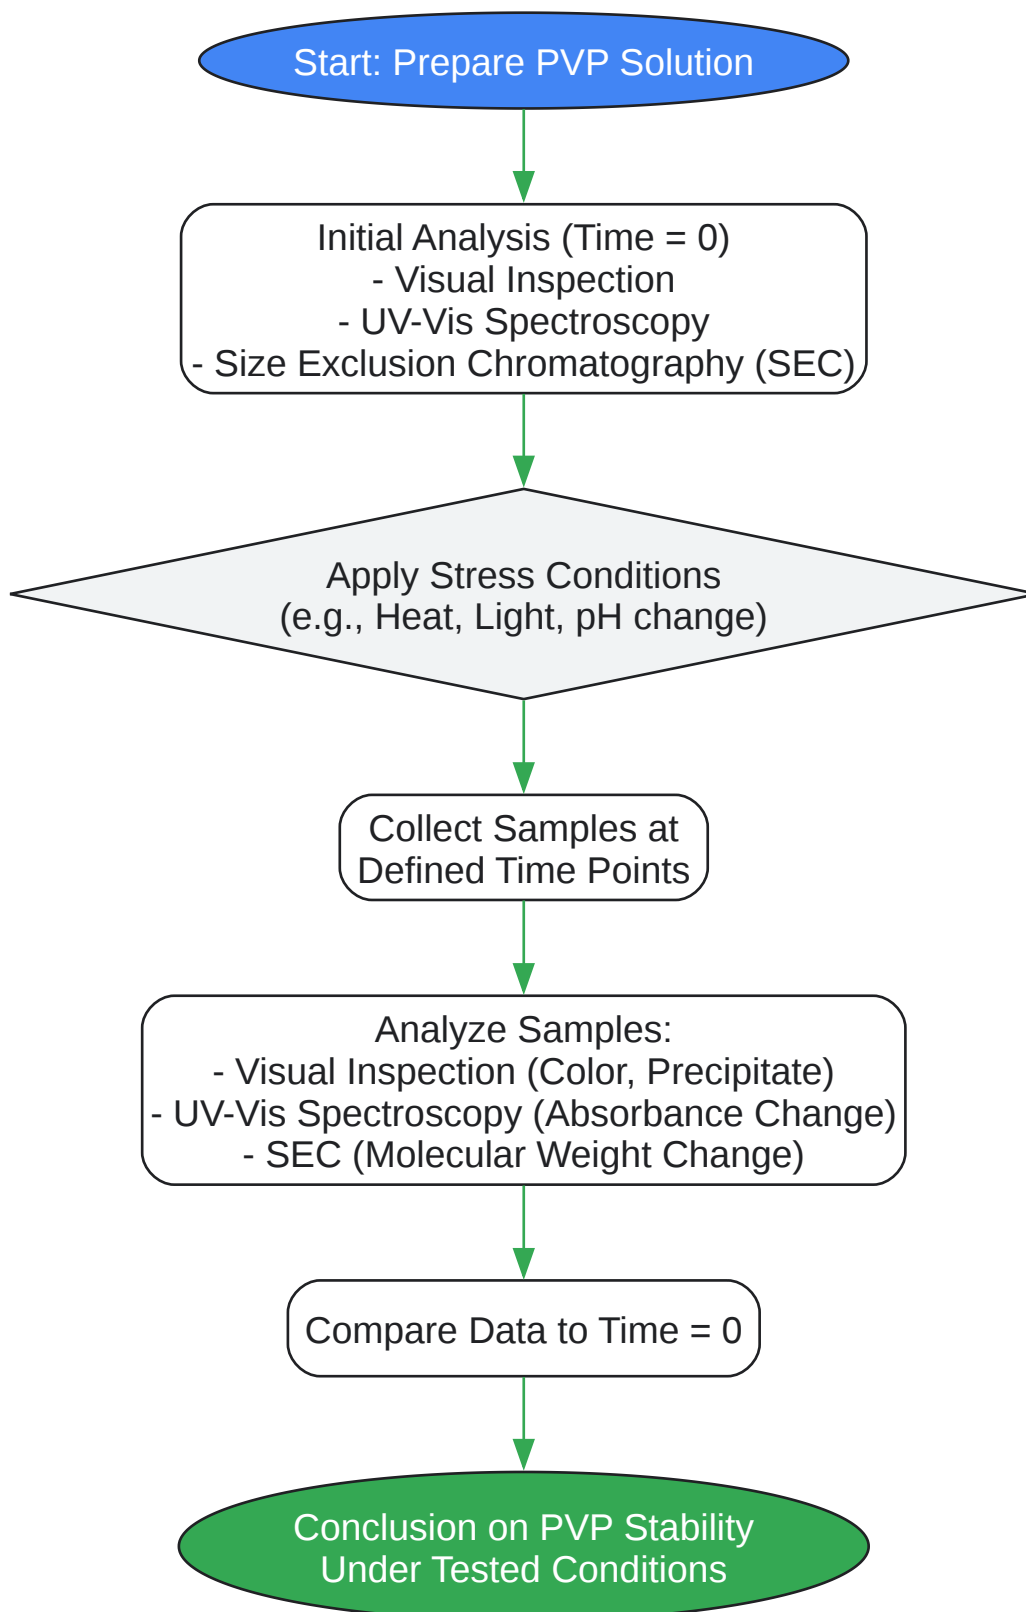 Start: Prepare PVP Solution
Initial Analysis (Time = 0)
- Visual Inspection
- UV-Vis Spectroscopy
- Size Exclusion Chromatography (SEC)
Apply Stress Conditions
(e.g., Heat, Light, pH change)
Collect Samples at
Defined Time Points
Analyze Samples:
- Visual Inspection (Color, Precipitate)
- UV-Vis Spectroscopy (Absorbance Change)
- SEC (Molecular Weight Change)
Compare Data to Time = 0
Conclusion on PVP Stability
Under Tested Conditions